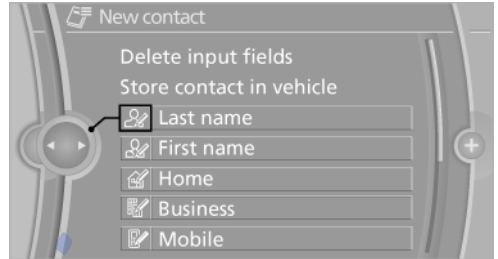 New contact
Delete input fields
Store contact in vehicle
Last name
First name
Home
Business
Mobile